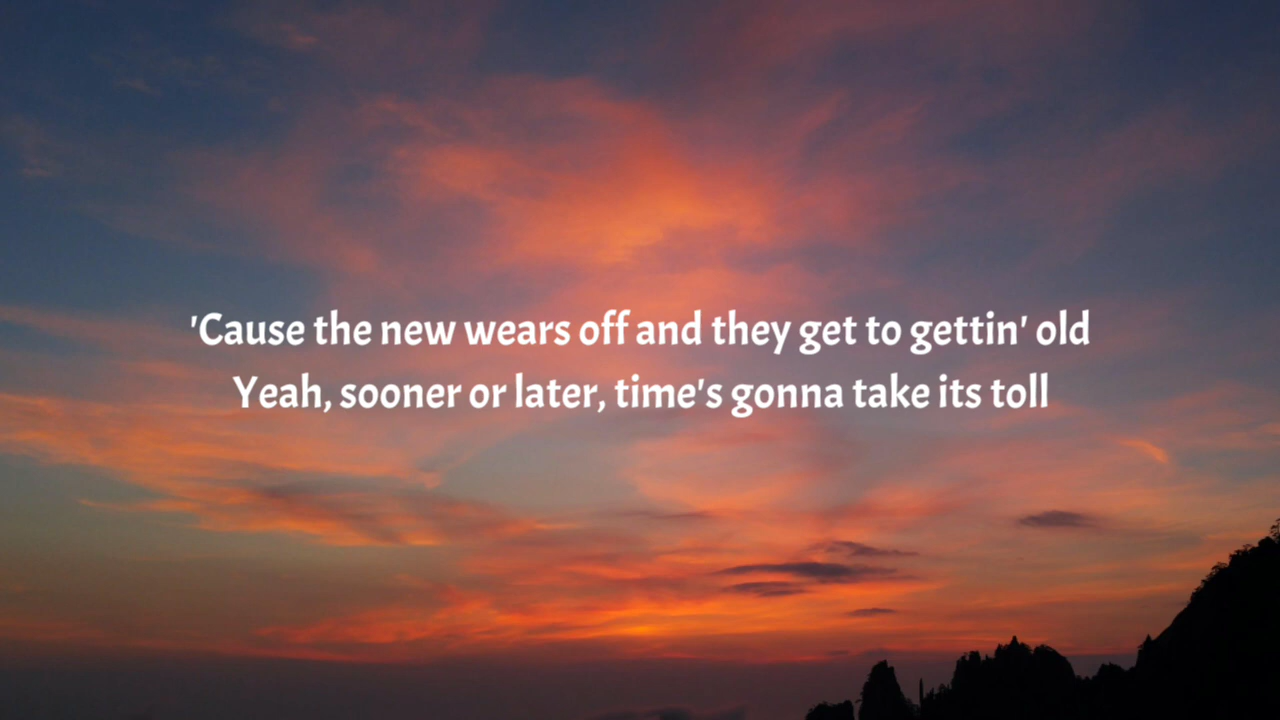 'Cause the new wears off and they get to gettin' old
Yeah, sooner or later, time's gonna take its toll